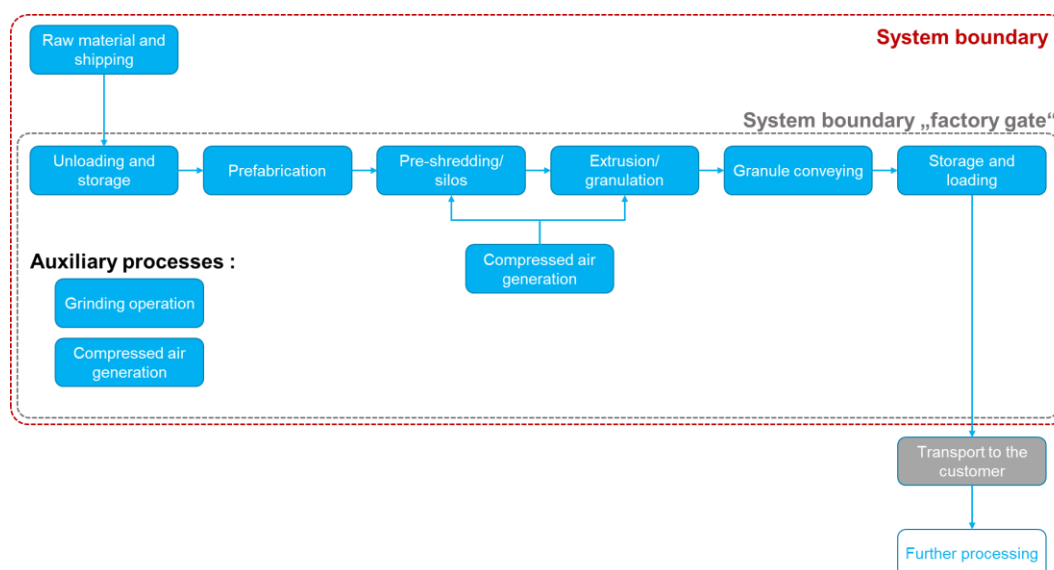 System boundary
Raw material and
shipping
System boundary „factory gate“
Unloading and
storage
Prefabrication
Pre-shredding/
silos
Extrusion/
granulation
Granule conveying
Storage and
loading
Compressed air
generation
Auxiliary processes :
Grinding operation
Compressed air
generation
Transport to the
customer
Further processing